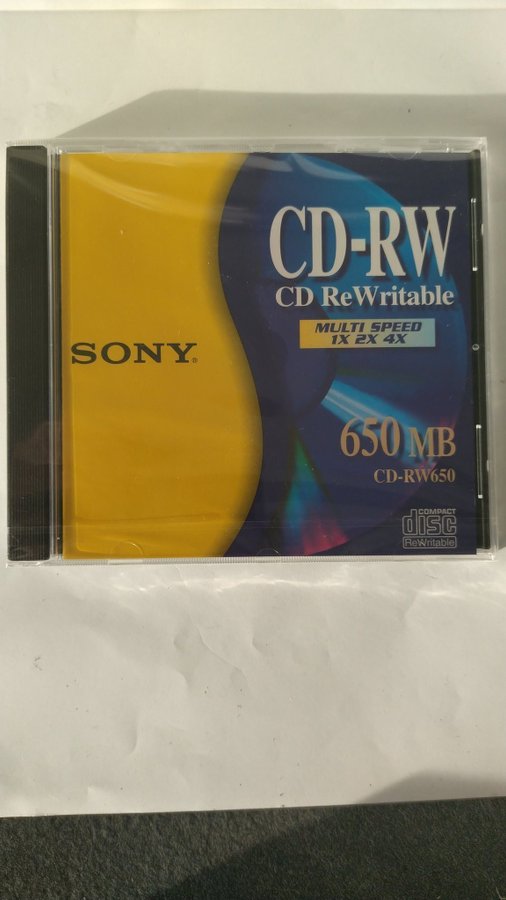 CD-RW
CD ReWritable
MULTI SPEED
1X 2X 4X
SONY®
650 MB
CD-RW650
COMPACT
disc
ReWritable